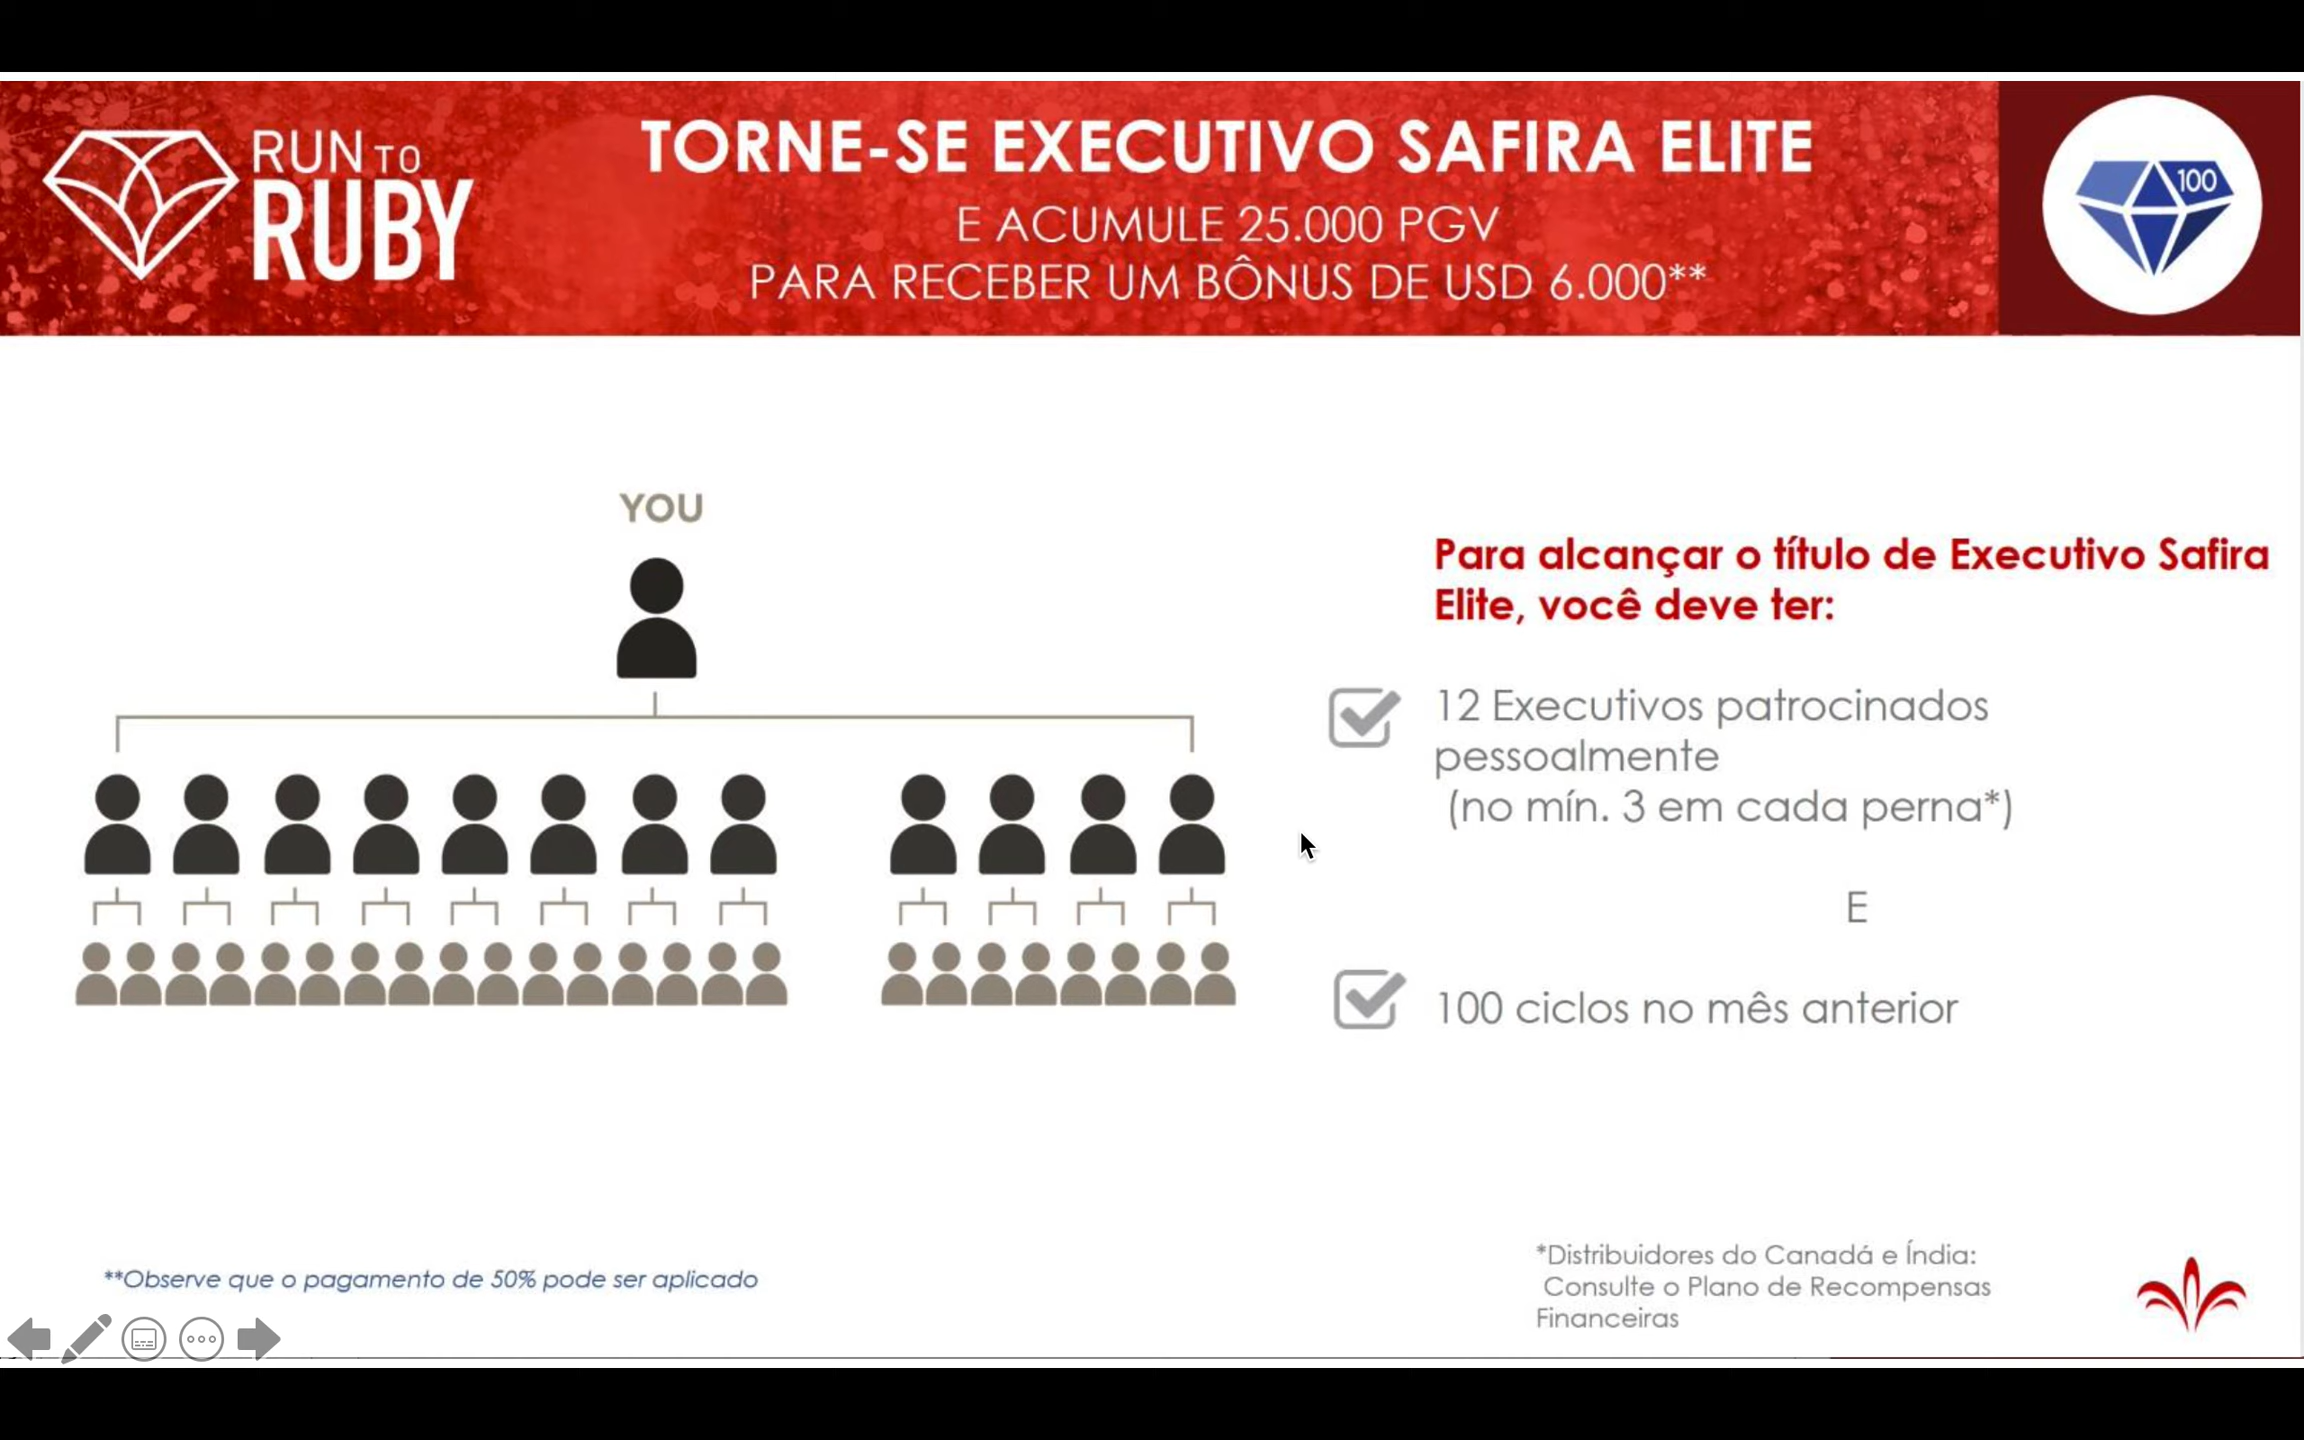 RUN TO
RUBY
TORNE-SE EXECUTIVO SAFIRA ELITE
E ACUMULE 25.000 PGV
PARA RECEBER UM BÔNUS DE USD 6.000**
100
YOU
Para alcançar o título de Executivo Safira
Elite, você deve ter:
12 Executivos patrocinados
pessoalmente
(no mín. 3 em cada perna*)
E
100 ciclos no mês anterior
**Observe que o pagamento de 50% pode ser aplicado
*Distribuidores do Canadá e Índia:
Consulte o Plano de Recompensas
Financeiras